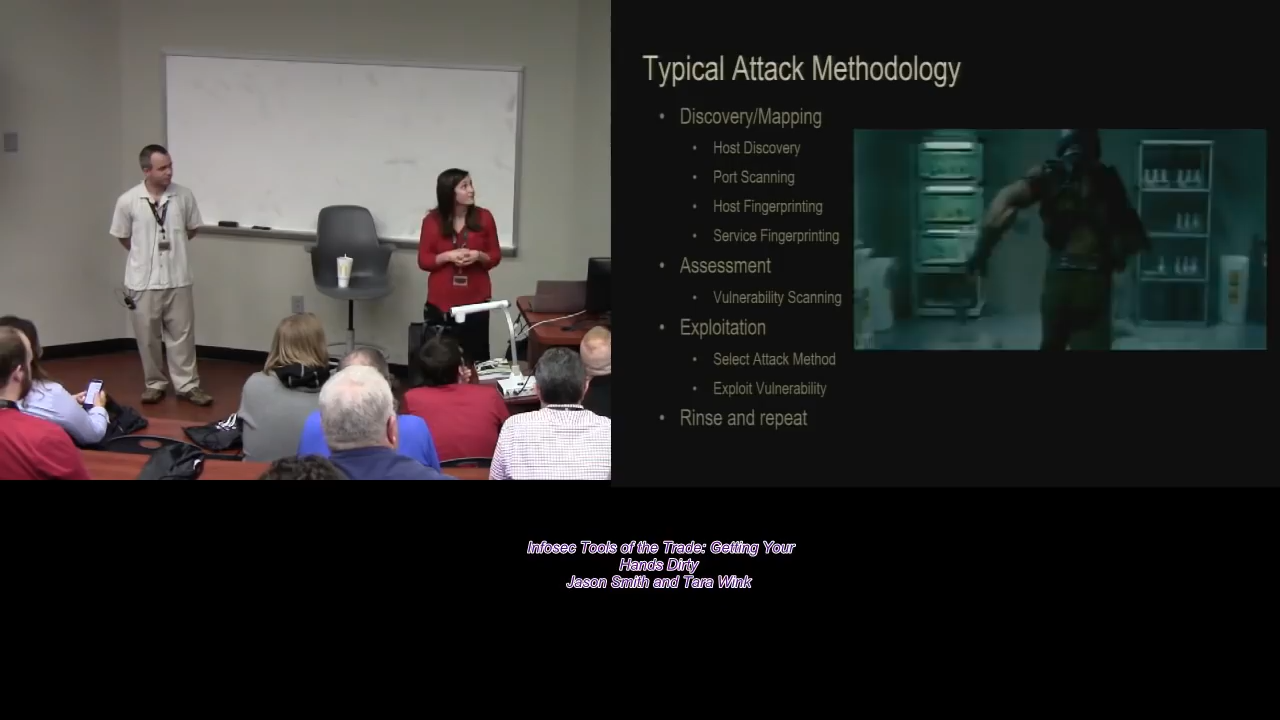 Typical Attack Methodology
• Discovery/Mapping
• Host Discovery
• Port Scanning
• Host Fingerprinting
• Service Fingerprinting
• Assessment
• Vulnerability Scanning
• Exploitation
• Select Attack Method
• Exploit Vulnerability
• Rinse and repeat
Infosec Tools of the Trade: Getting Your
Hands Dirty
Jason Smith and Tara Wink